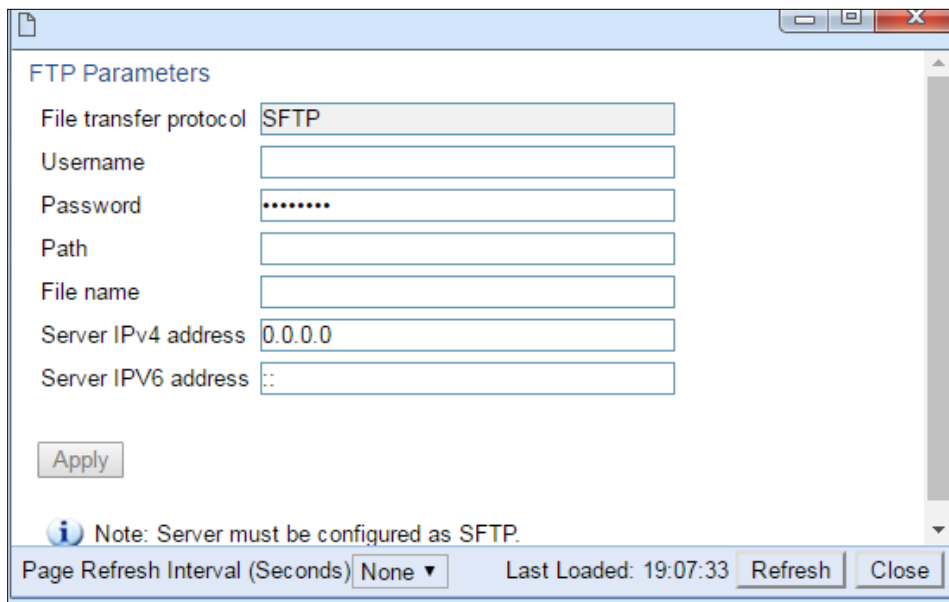 FTP Parameters
File transfer protocol SFTP
Username
Password ••••••••
Path
File name
Server IPv4 address 0.0.0.0
Server IPV6 address ::
Apply
Note: Server must be configured as SFTP.
Page Refresh Interval (Seconds) None Last Loaded: 19:07:33 Refresh Close